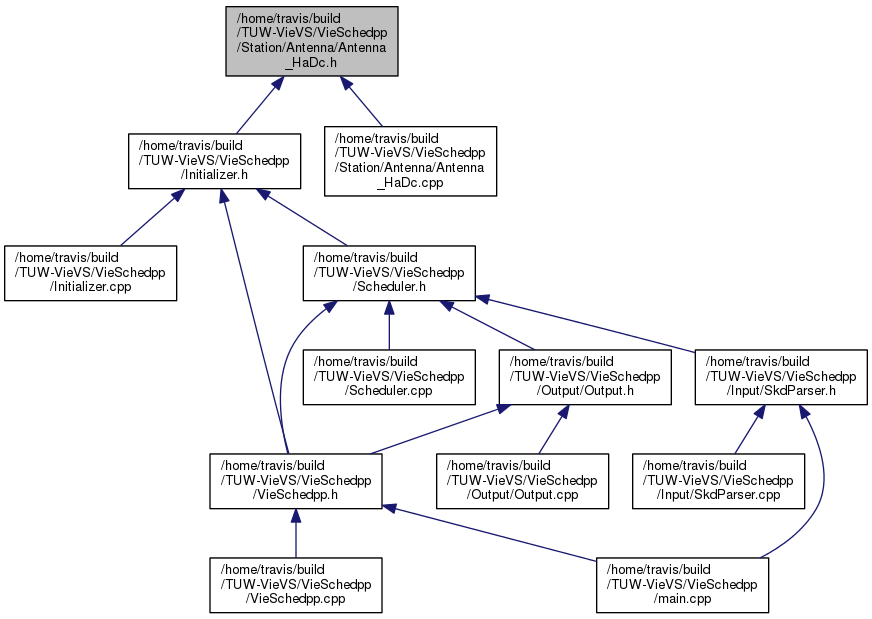 /home/travis/build
/TUW-VieVS/VieSchedpp
/Station/Antenna/Antenna
_HaDc.h
/home/travis/build
/TUW-VieVS/VieSchedpp
/Initializer.h
/home/travis/build
/TUW-VieVS/VieSchedpp
/Station/Antenna/Antenna
_HaDc.cpp
/home/travis/build
/TUW-VieVS/VieSchedpp
/Initializer.cpp
/home/travis/build
/TUW-VieVS/VieSchedpp
/Scheduler.h
/home/travis/build
/TUW-VieVS/VieSchedpp
/Scheduler.cpp
/home/travis/build
/TUW-VieVS/VieSchedpp
/Output/Output.h
/home/travis/build
/TUW-VieVS/VieSchedpp
/Input/SkdParser.h
/home/travis/build
/TUW-VieVS/VieSchedpp
/VieSchedpp.h
/home/travis/build
/TUW-VieVS/VieSchedpp
/Output/Output.cpp
/home/travis/build
/TUW-VieVS/VieSchedpp
/Input/SkdParser.cpp
/home/travis/build
/TUW-VieVS/VieSchedpp
/VieSchedpp.cpp
/home/travis/build
/TUW-VieVS/VieSchedpp
/main.cpp